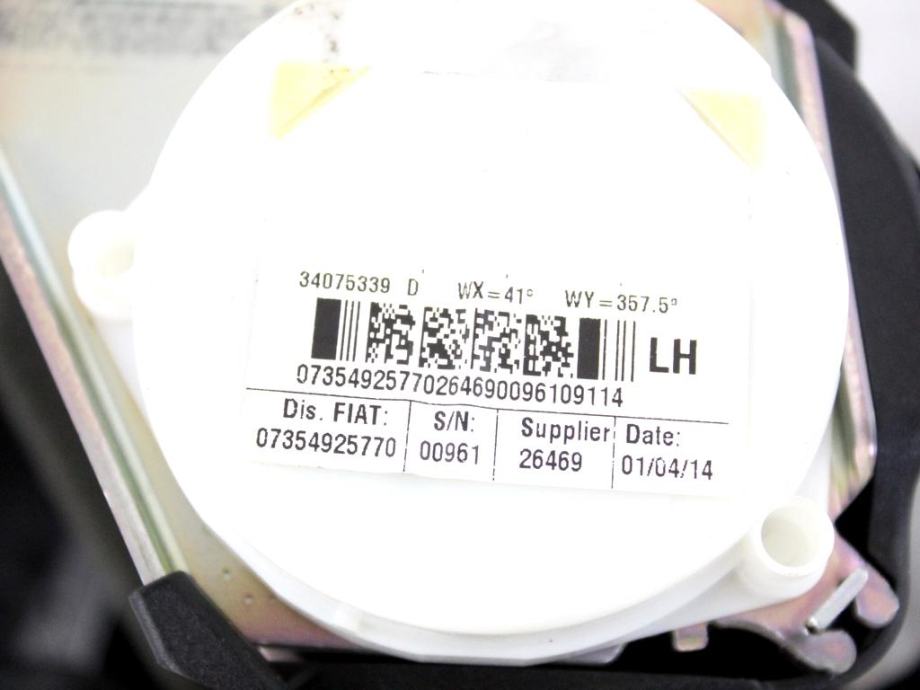 34075339 D WX=41° WY=357.5°
LH
07354925770264690096109114
Dis. FIAT: S/N: Supplier Date:
07354925770 00961 26469 01/04/14